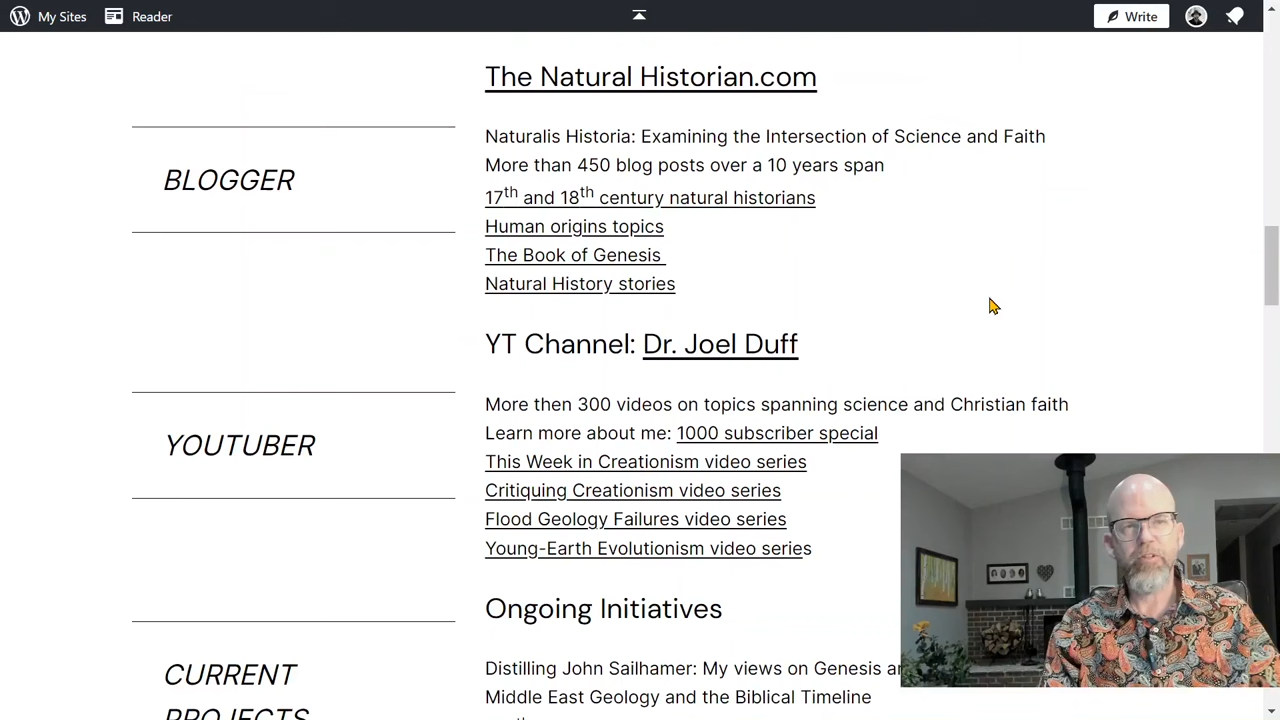 My Sites
Reader
Write
The Natural Historian.com
BLOGGER
Naturalis Historia: Examining the Intersection of Science and Faith
More than 450 blog posts over a 10 years span
17th and 18th century natural historians
Human origins topics
The Book of Genesis
Natural History stories
YT Channel: Dr. Joel Duff
YOUTUBER
More then 300 videos on topics spanning science and Christian faith
Learn more about me: 1000 subscriber special
This Week in Creationism video series
Critiquing Creationism video series
Flood Geology Failures video series
Young-Earth Evolutionism video series
Ongoing Initiatives
CURRENT
PROJECTS
Distilling John Sailhamer: My views on Genesis
Middle East Geology and the Biblical Timeline